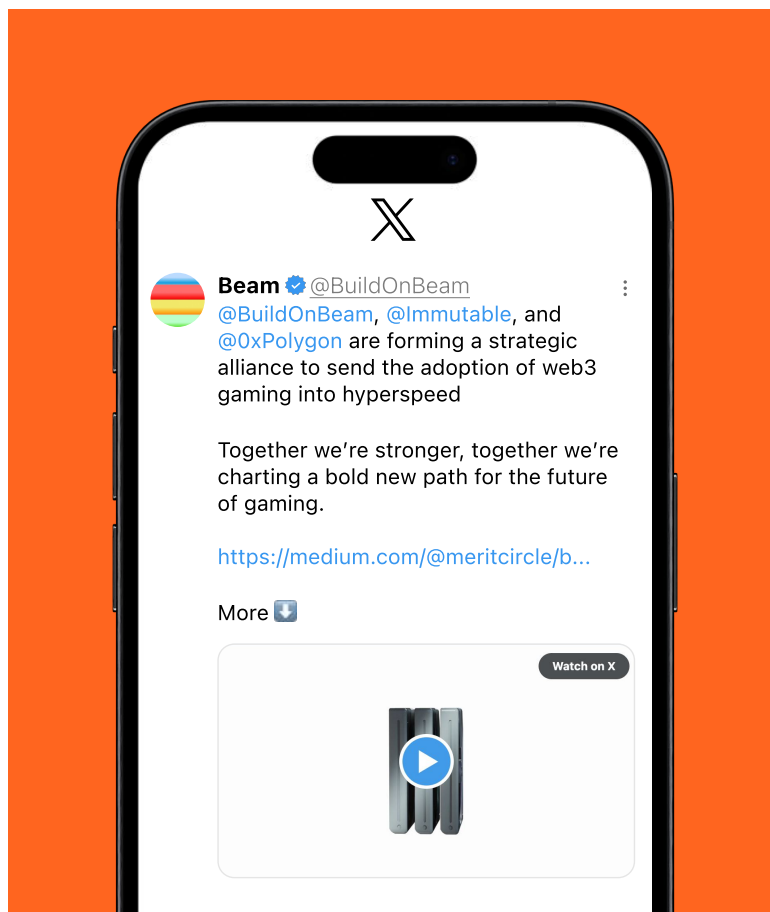 Beam @BuildOnBeam
@BuildOnBeam, @Immutable, and
@0xPolygon are forming a strategic
alliance to send the adoption of web3
gaming into hyperspeed
Together we’re stronger, together we’re
charting a bold new path for the future
of gaming.
https://medium.com/@meritcircle/b...
More ⬇️
Watch on X